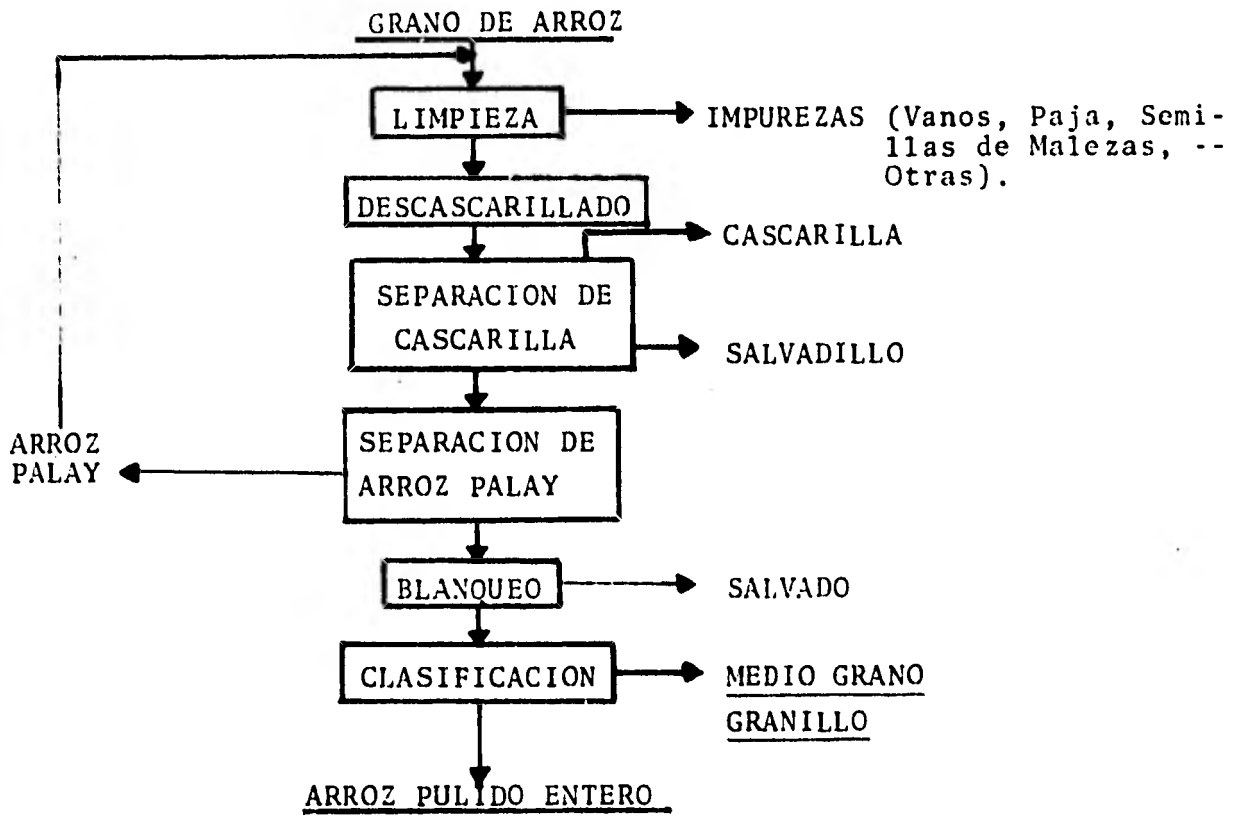 GRANO DE ARROZ
LIMPIEZA
IMPUREZAS (Vanos, Paja, Semi-
llas de Malezas, --
Otras).
DESCASCARILLADO
CASCARILLA
SEPARACION DE
CASCARILLA
SALVADILLO
ARROZ
PALAY
SEPARACION DE
ARROZ PALAY
BLANQUEO
SALVADO
CLASIFICACION
MEDIO GRANO
GRANILLO
ARROZ PULIDO ENTERO